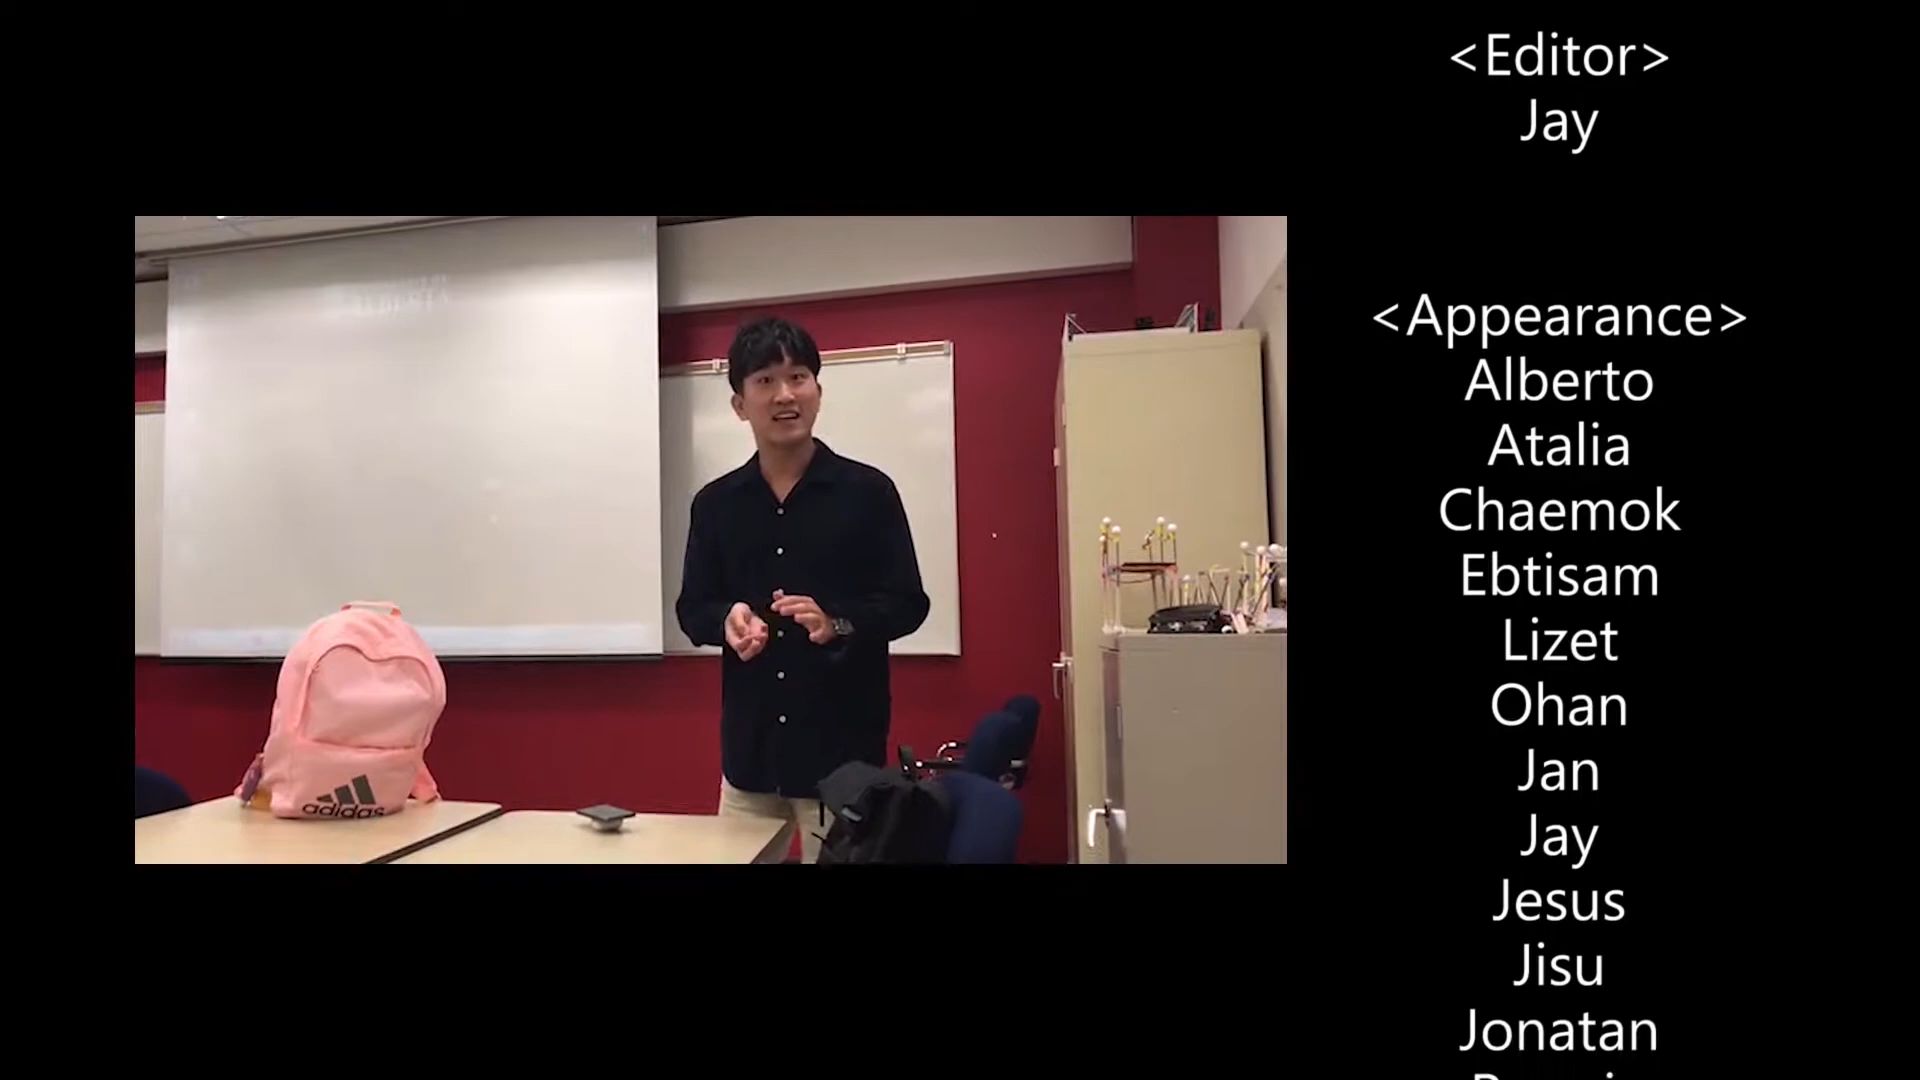 <Editor>
Jay
<Appearance>
Alberto
Atalia
Chaemok
Ebtisam
Lizet
Ohan
Jan
Jay
Jesus
Jisu
Jonatan
adidas